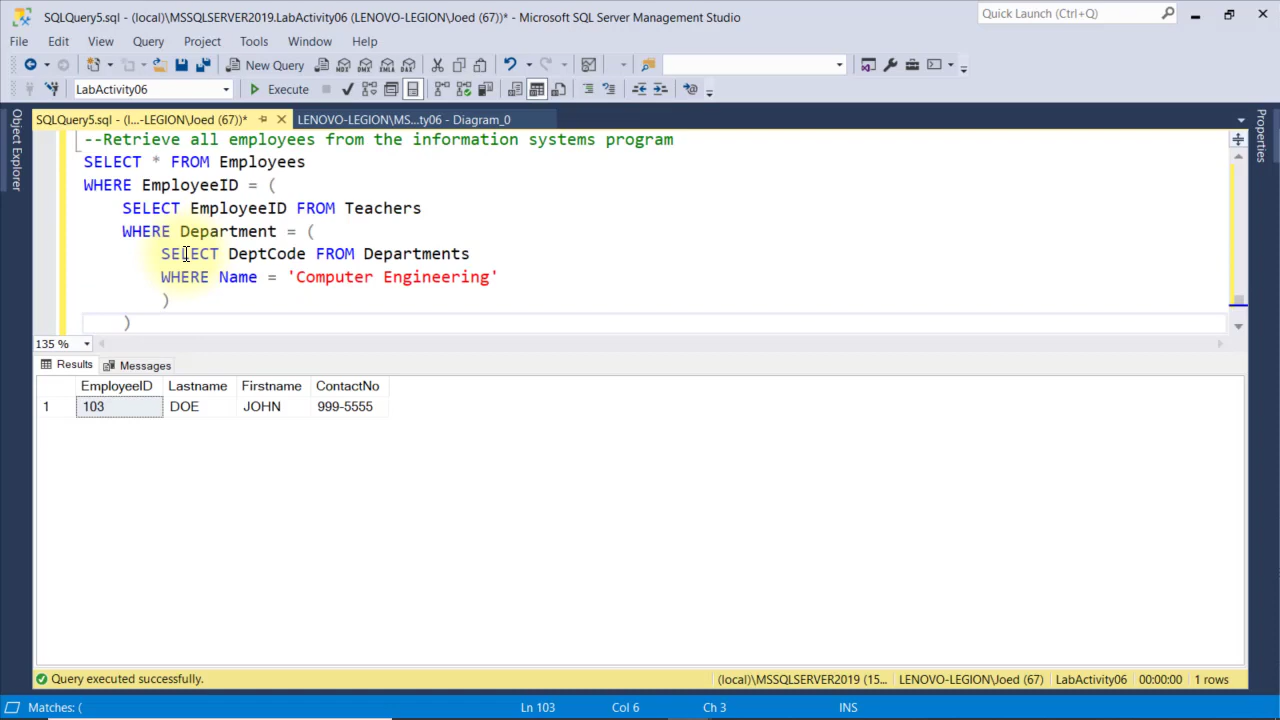 SQLQuery5.sql - (local)\MSSQLSERVER2019.LabActivity06 (LENOVO-LEGION\Joed (67))* - Microsoft SQL Server Management Studio
Quick Launch (Ctrl+Q)
File Edit View Query Project Tools Window Help
New Query MDX DMX XMLA DAX
LabActivity06 Execute
SQLQuery5.sql - (l...-LEGION\Joed (67))* LENOVO-LEGION\MS...ty06 - Diagram_0
Object Explorer
Properties
--Retrieve all employees from the information systems program
SELECT * FROM Employees
WHERE EmployeeID = (
SELECT EmployeeID FROM Teachers
WHERE Department = (
SELECT DeptCode FROM Departments
WHERE Name = 'Computer Engineering'
)
)
135 %
Results Messages
EmployeeID Lastname Firstname ContactNo
1 103 DOE JOHN 999-5555
Query executed successfully. (local)\MSSQLSERVER2019 (15... LENOVO-LEGION\Joed (67) LabActivity06 00:00:00 1 rows
Matches: ( Ln 103 Col 6 Ch 3 INS